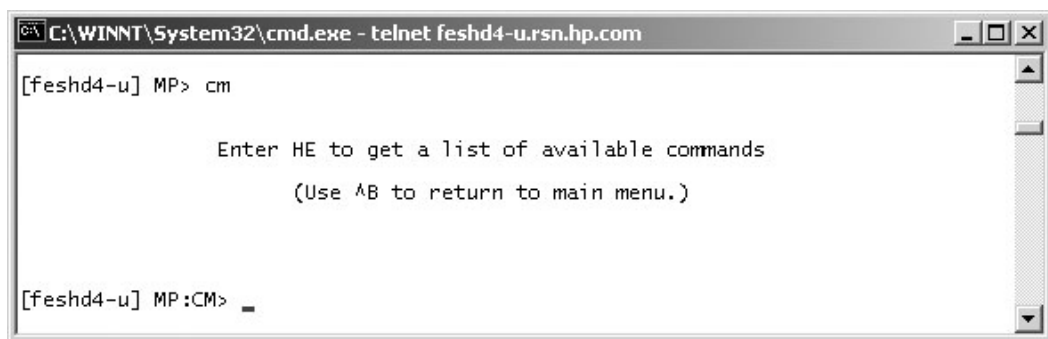 C:\WINNT\System32\cmd.exe - telnet feshd4-u.rsn.hp.com
[feshd4-u] MP> cm
Enter HE to get a list of available commands
(Use ^B to return to main menu.)
[feshd4-u] MP:CM> _